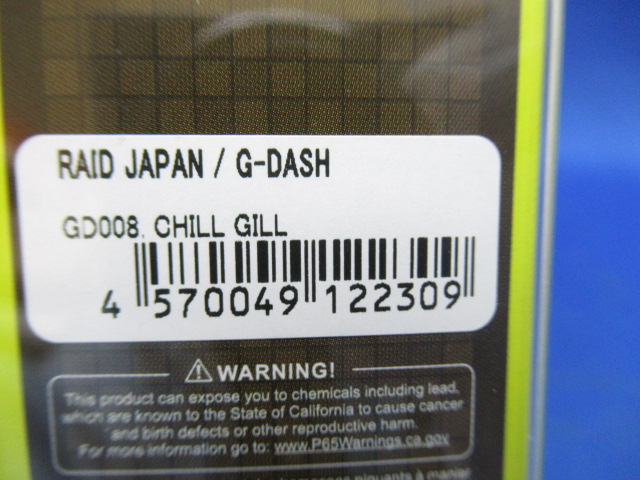 RAID JAPAN / G-DASH
GD008. CHILL GILL
4 570049 122309
⚠ WARNING!
This product can expose you to chemicals including lead,
which are known to the State of California to cause cancer
and birth defects or other reproductive harm.
For more information go to: www.P65Warnings.ca.gov
piquants à manier